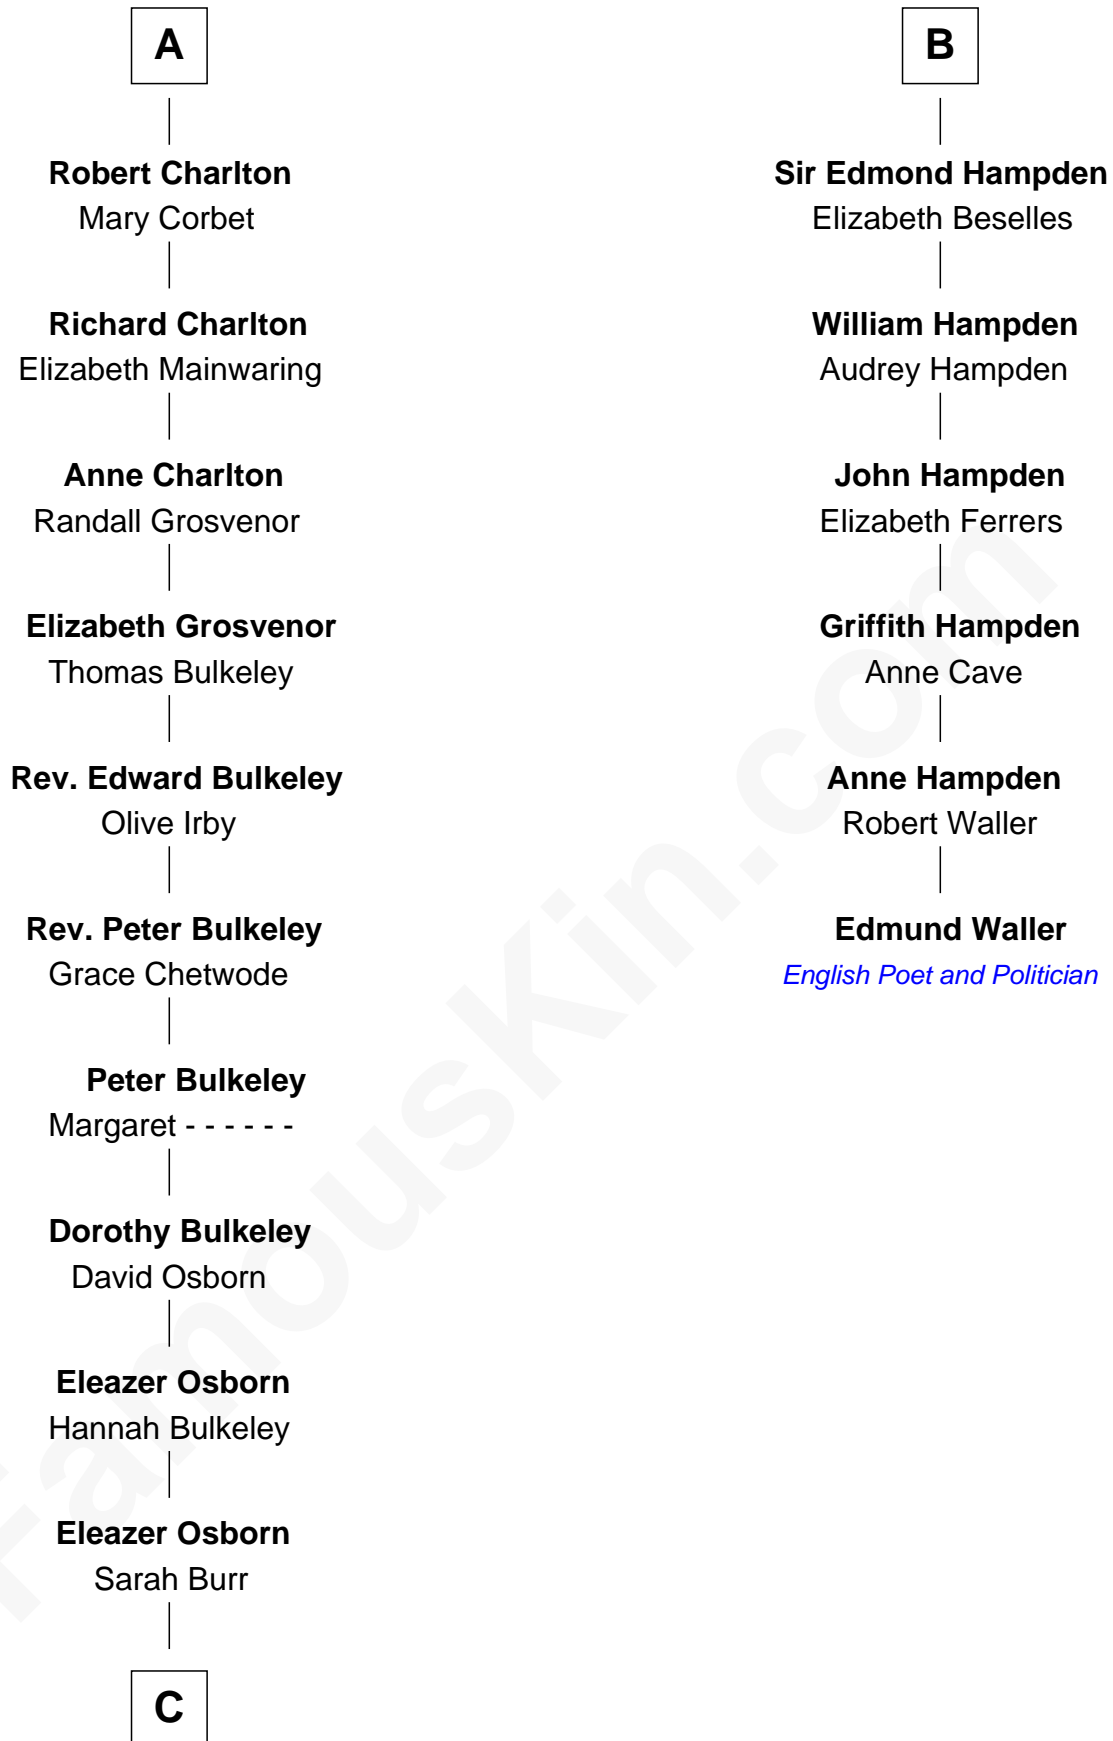 A
Robert Charlton
Mary Corbet
Richard Charlton
Elizabeth Mainwaring
Anne Charlton
Randall Grosvenor
Elizabeth Grosvenor
Thomas Bulkeley
Rev. Edward Bulkeley
Olive Irby
Rev. Peter Bulkeley
Grace Chetwode
Peter Bulkeley
Margaret - - - - - -
Dorothy Bulkeley
David Osborn
Eleazer Osborn
Hannah Bulkeley
Eleazer Osborn
Sarah Burr
C
B
Sir Edmond Hampden
Elizabeth Beselles
William Hampden
Audrey Hampden
John Hampden
Elizabeth Ferrers
Griffith Hampden
Anne Cave
Anne Hampden
Robert Waller
Edmund Waller
English Poet and Politician
FamousKin.com